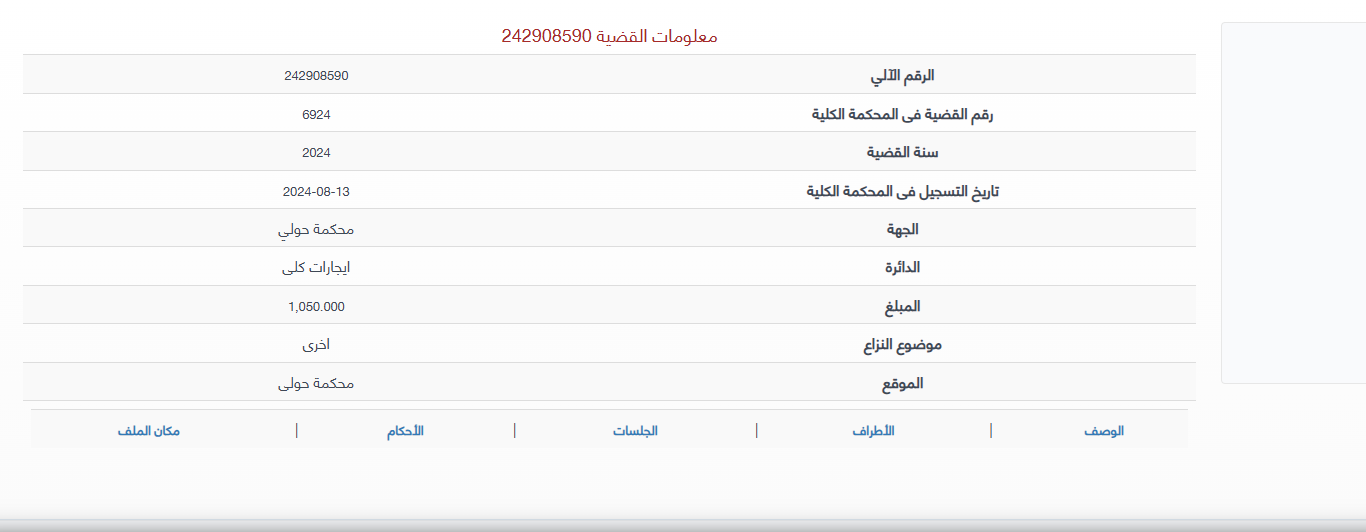 معلومات القضية 242908590
الرقم الآلي 242908590
رقم القضية فى المحكمة الكلية 6924
سنة القضية 2024
تاريخ التسجيل فى المحكمة الكلية 2024-08-13
الجهة محكمة حولي
الدائرة ايجارات كلى
المبلغ 1,050.000
موضوع النزاع اخرى
الموقع محكمة حولى
الوصف | الأطراف | الجلسات | الأحكام | مكان الملف